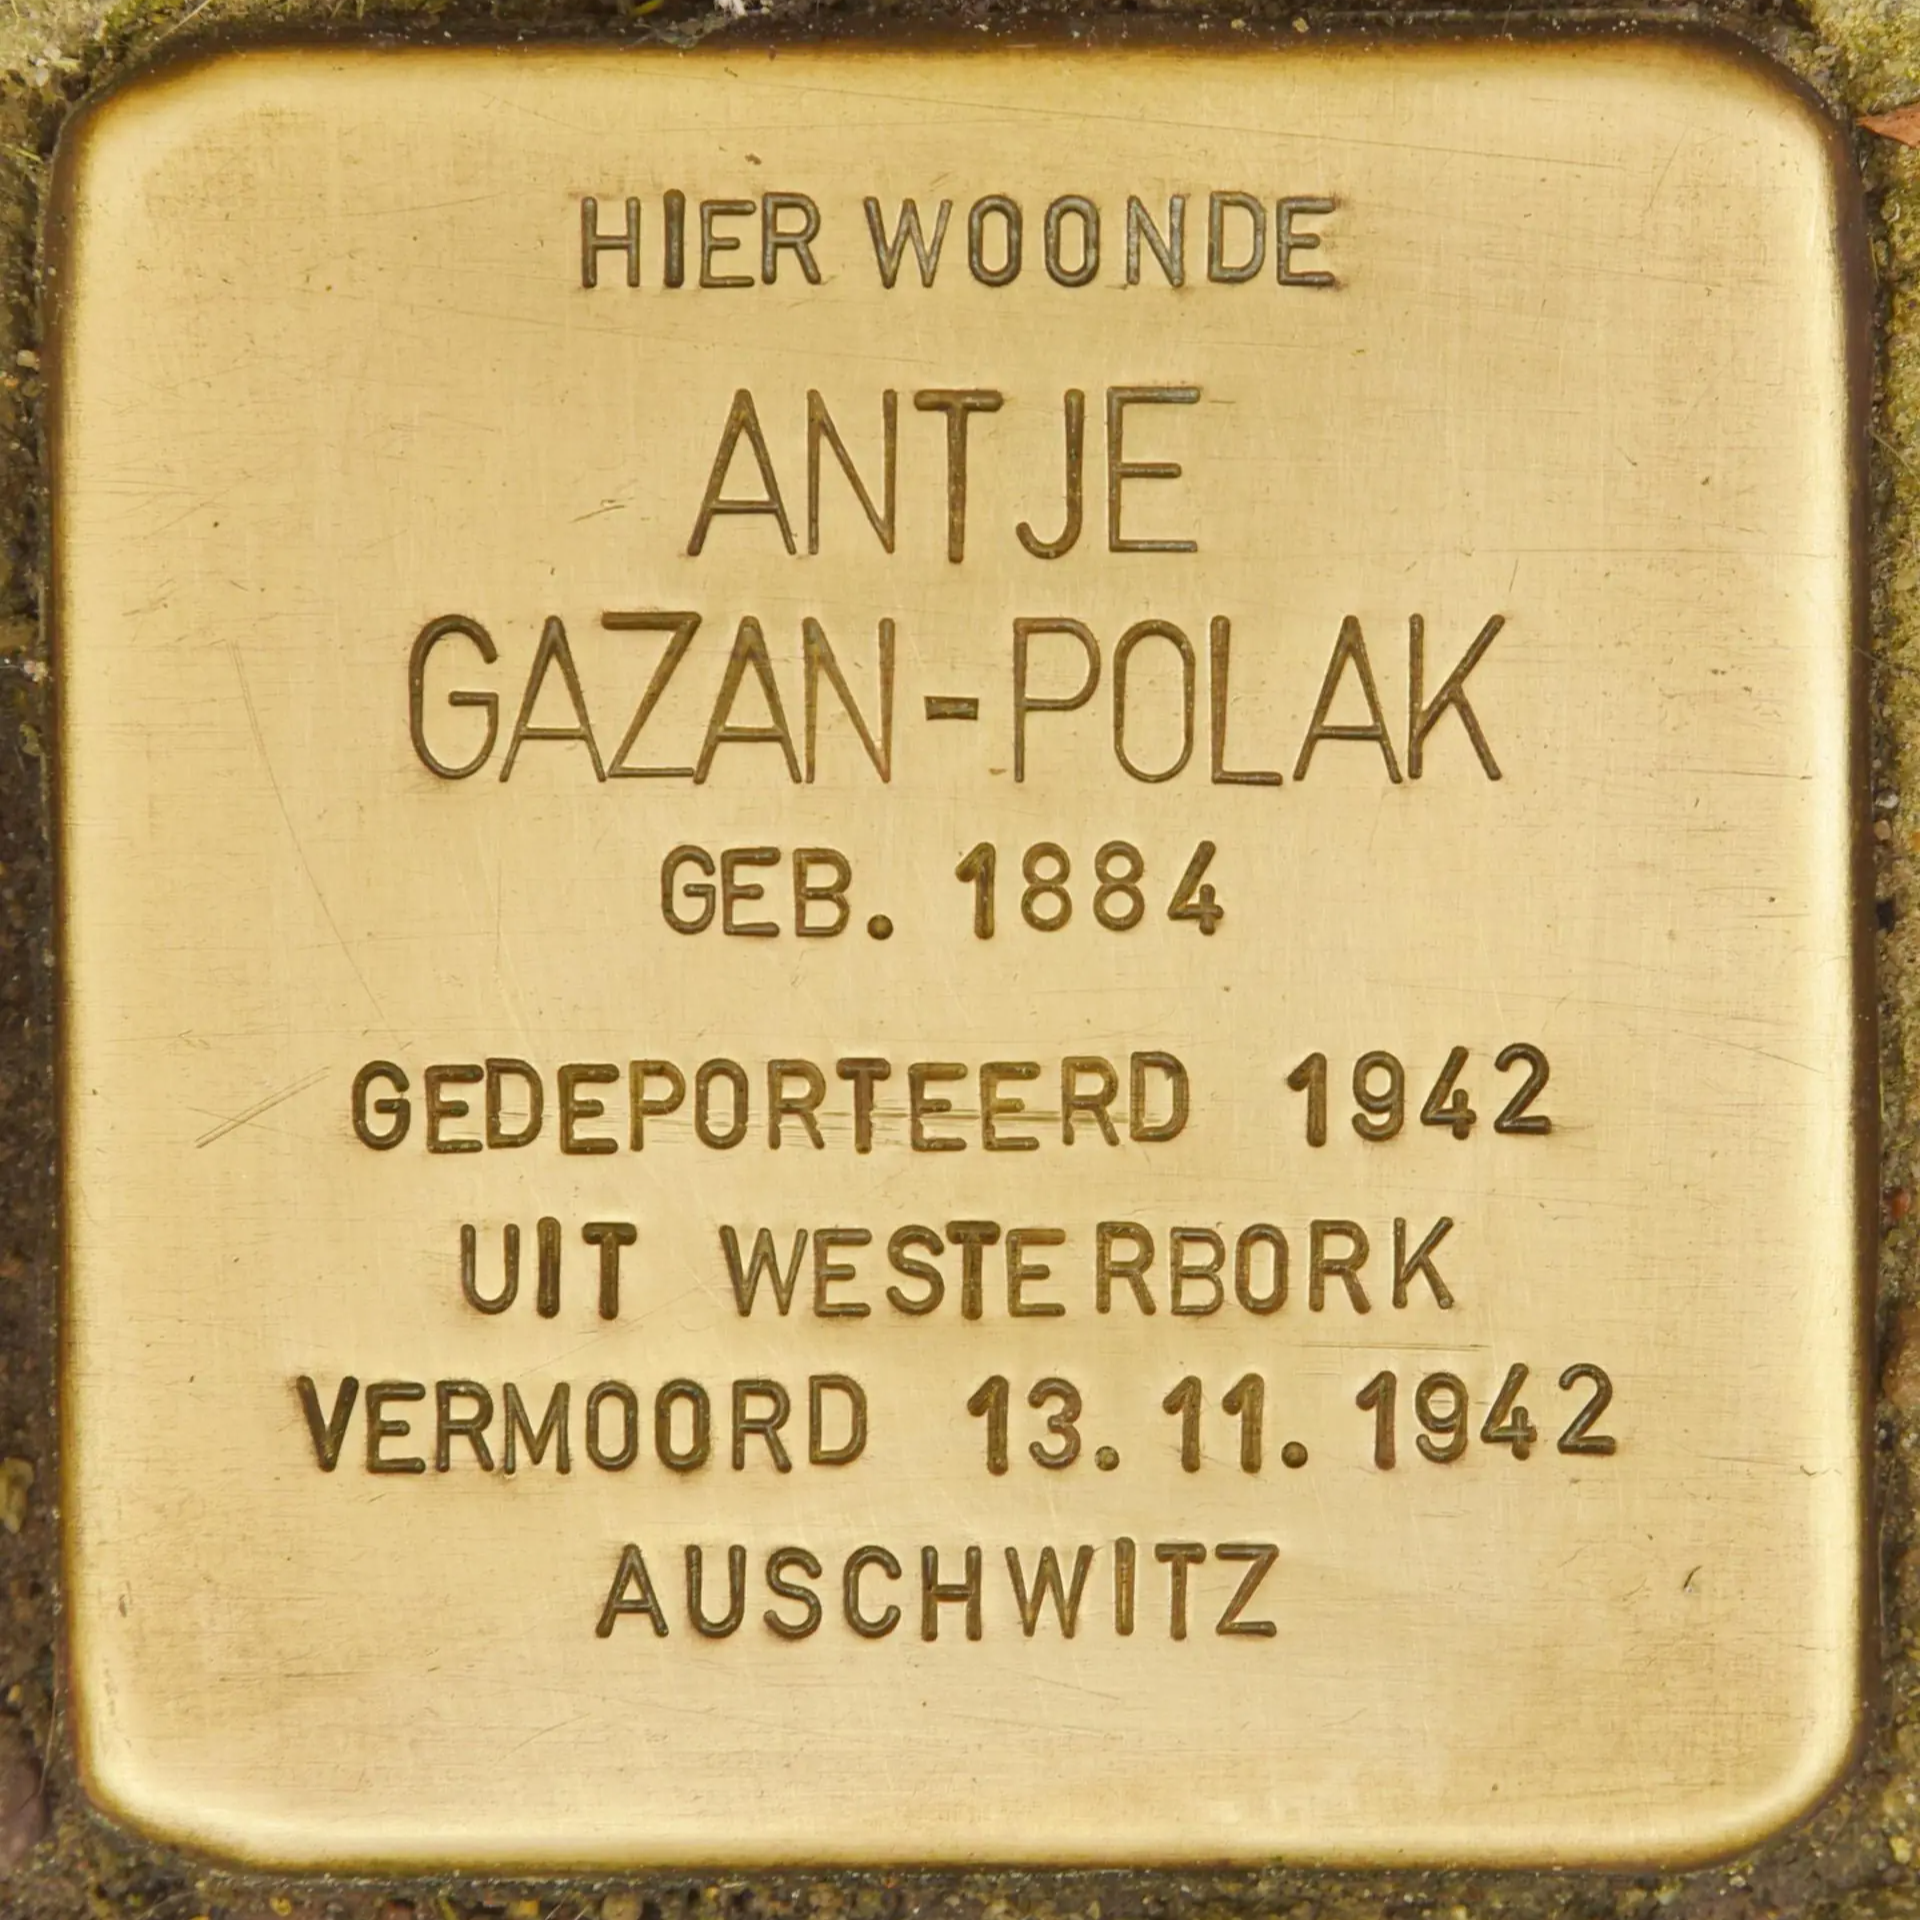 HIER WOONDE
ANTJE
GAZAN-POLAK
GEB. 1884
GEDEPORTEERD 1942
UIT WESTERBORK
VERMOORD 13.11.1942
AUSCHWITZ